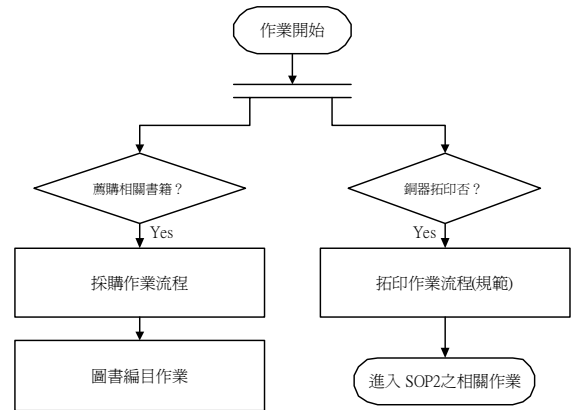 作業開始
薦購相關書籍？
銅器拓印否？
Yes
Yes
採購作業流程
拓印作業流程(規範)
圖書編目作業
進入 SOP2之相關作業